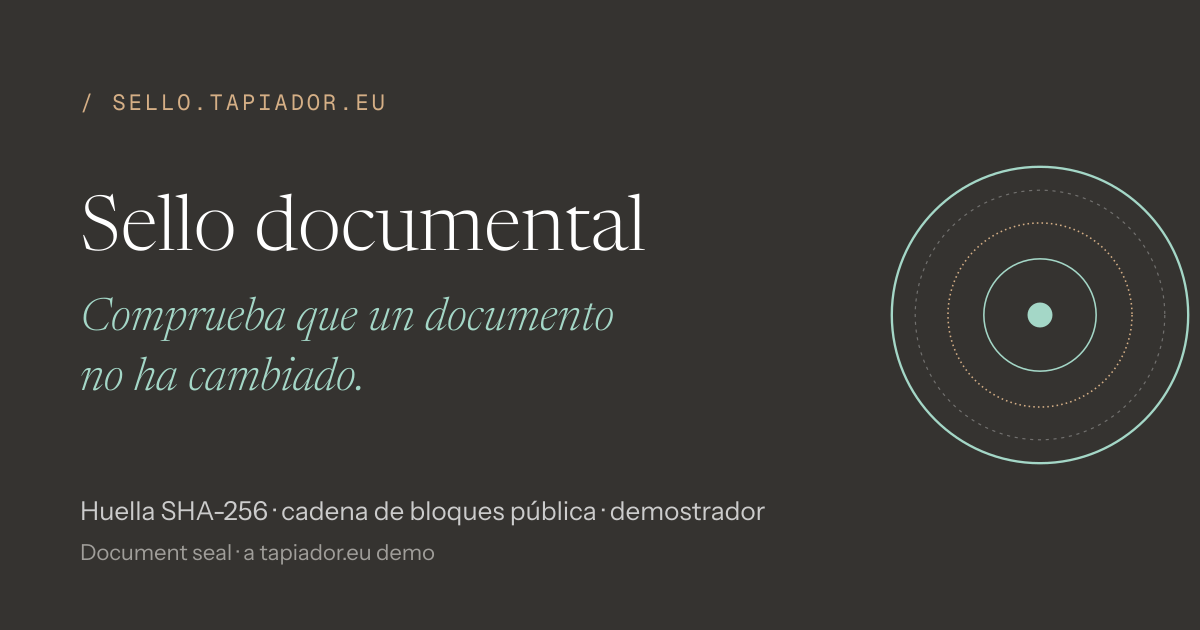 / SELLO.TAPIADOR.EU
Sello documental
Comprueba que un documento
no ha cambiado.
Huella SHA-256 · cadena de bloques pública · demostrador
Document seal · a tapiador.eu demo